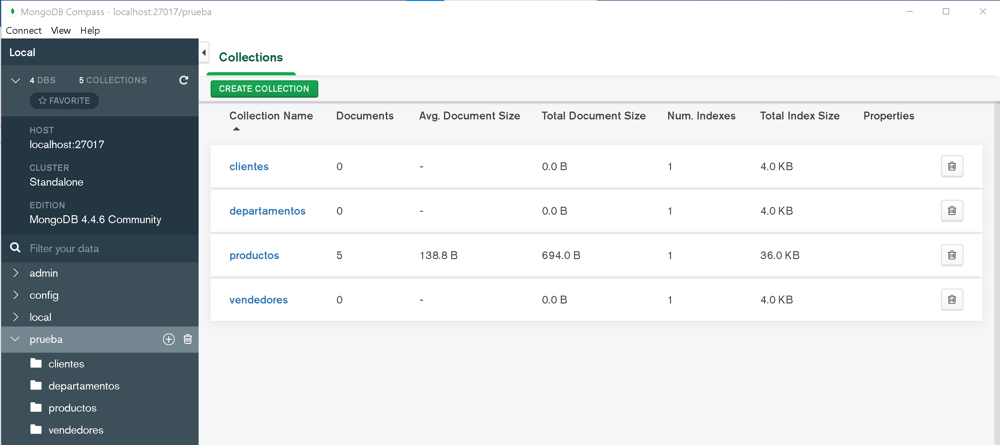 MongoDB Compass - localhost:27017/prueba
Connect View Help
Local
4 DBS 5 COLLECTIONS
FAVORITE
HOST
localhost:27017
CLUSTER
Standalone
EDITION
MongoDB 4.4.6 Community
Filter your data
admin
config
local
prueba
clientes
departamentos
productos
vendedores
Collections
CREATE COLLECTION
Collection Name Documents Avg. Document Size Total Document Size Num. Indexes Total Index Size Properties
clientes 0 - 0.0 B 1 4.0 KB
departamentos 0 - 0.0 B 1 4.0 KB
productos 5 138.8 B 694.0 B 1 36.0 KB
vendedores 0 - 0.0 B 1 4.0 KB